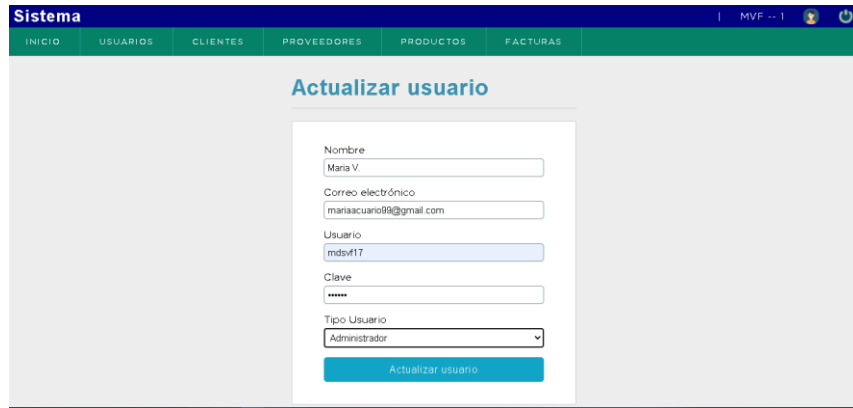 Sistema | MVF -- 1
INICIO USUARIOS CLIENTES PROVEEDORES PRODUCTOS FACTURAS
Actualizar usuario
Nombre
Maria V.
Correo electrónico
mariaacuario99@gmail.com
Usuario
mdsvf17
Clave
••••••
Tipo Usuario
Administrador
Actualizar usuario